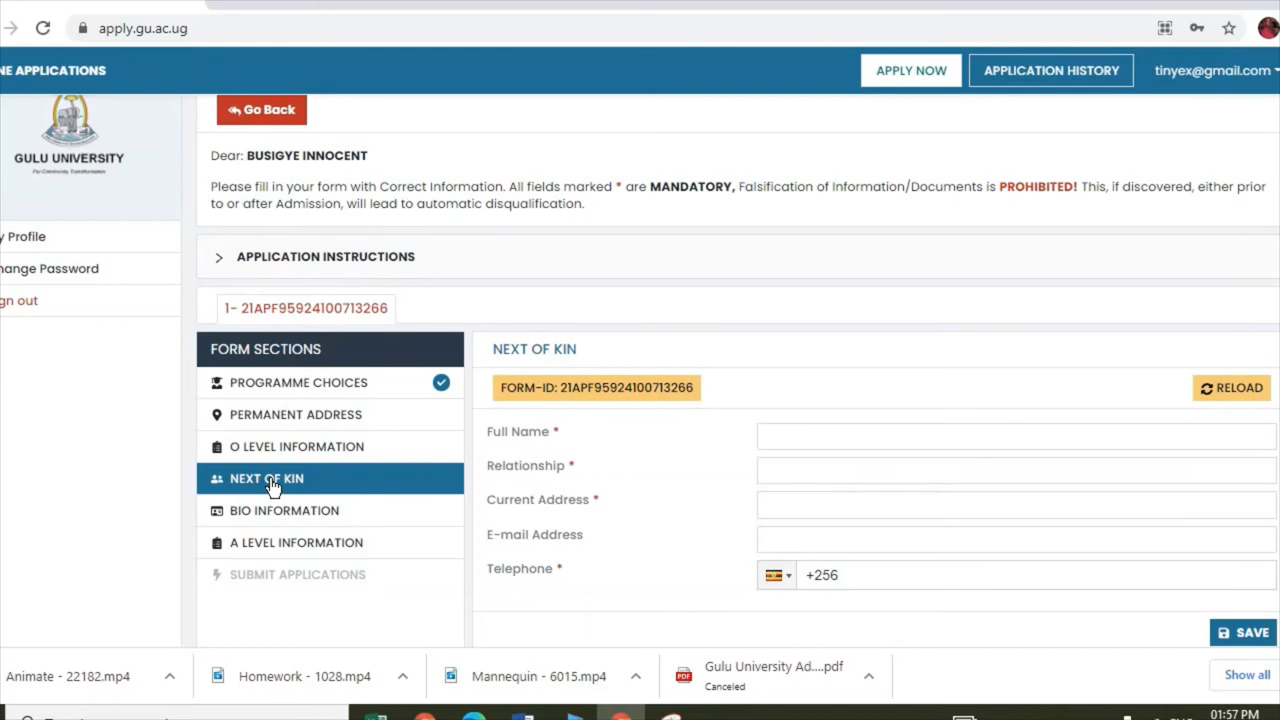 apply.gu.ac.ug
NE APPLICATIONS
APPLY NOW
APPLICATION HISTORY
tinyex@gmail.com
GULU UNIVERSITY
For Community Transformation
y Profile
hange Password
gn out
Go Back
Dear: BUSIGYE INNOCENT
Please fill in your form with Correct Information. All fields marked * are MANDATORY, Falsification of Information/Documents is PROHIBITED! This, if discovered, either prior
to or after Admission, will lead to automatic disqualification.
APPLICATION INSTRUCTIONS
1- 21APF95924100713266
FORM SECTIONS
PROGRAMME CHOICES
PERMANENT ADDRESS
O LEVEL INFORMATION
NEXT OF KIN
BIO INFORMATION
A LEVEL INFORMATION
SUBMIT APPLICATIONS
NEXT OF KIN
FORM-ID: 21APF95924100713266
RELOAD
Full Name *
Relationship *
Current Address *
E-mail Address
Telephone *
+256
SAVE
Animate - 22182.mp4
Homework - 1028.mp4
Mannequin - 6015.mp4
Gulu University Ad....pdf
Canceled
Show all
01:57 PM